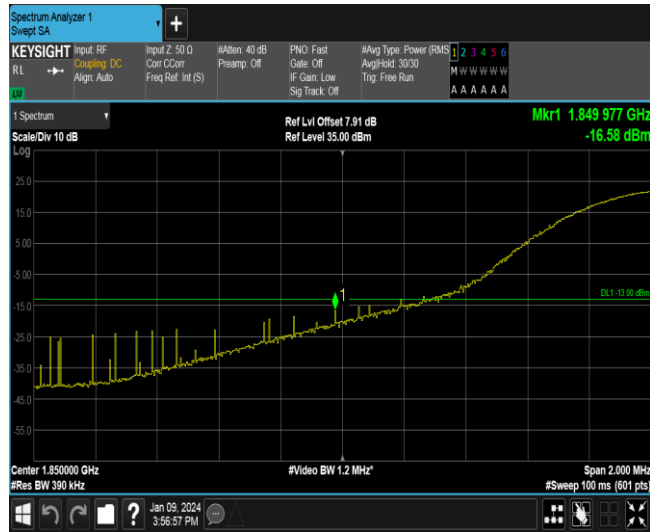 Spectrum Analyzer 1
Swept SA
+
KEYSIGHT
RL
LXI
Input: RF
Coupling: DC
Align: Auto
Input Z: 50 Ω
Corr CCorr
Freq Ref: Int (S)
#Atten: 40 dB
Preamp: Off
PNO: Fast
Gate: Off
IF Gain: Low
Sig Track: Off
#Avg Type: Power (RMS
Avg|Hold: 30/30
Trig: Free Run
1 2 3 4 5 6
M W W W W W
A A A A A A
1 Spectrum
Scale/Div 10 dB
Log
Ref Lvl Offset 7.91 dB
Ref Level 35.00 dBm
Mkr1 1.849 977 GHz
-16.58 dBm
25.0
15.0
5.00
-5.00
-15.0
-25.0
-35.0
-45.0
-55.0
1
DL1 -13.00 dBm
Center 1.850000 GHz
#Res BW 390 kHz
#Video BW 1.2 MHz*
Span 2.000 MHz
#Sweep 100 ms (601 pts)
?
Jan 09, 2024
3:56:57 PM